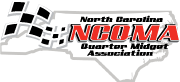 North Carolina
NCQMA
Quarter Midget
Association